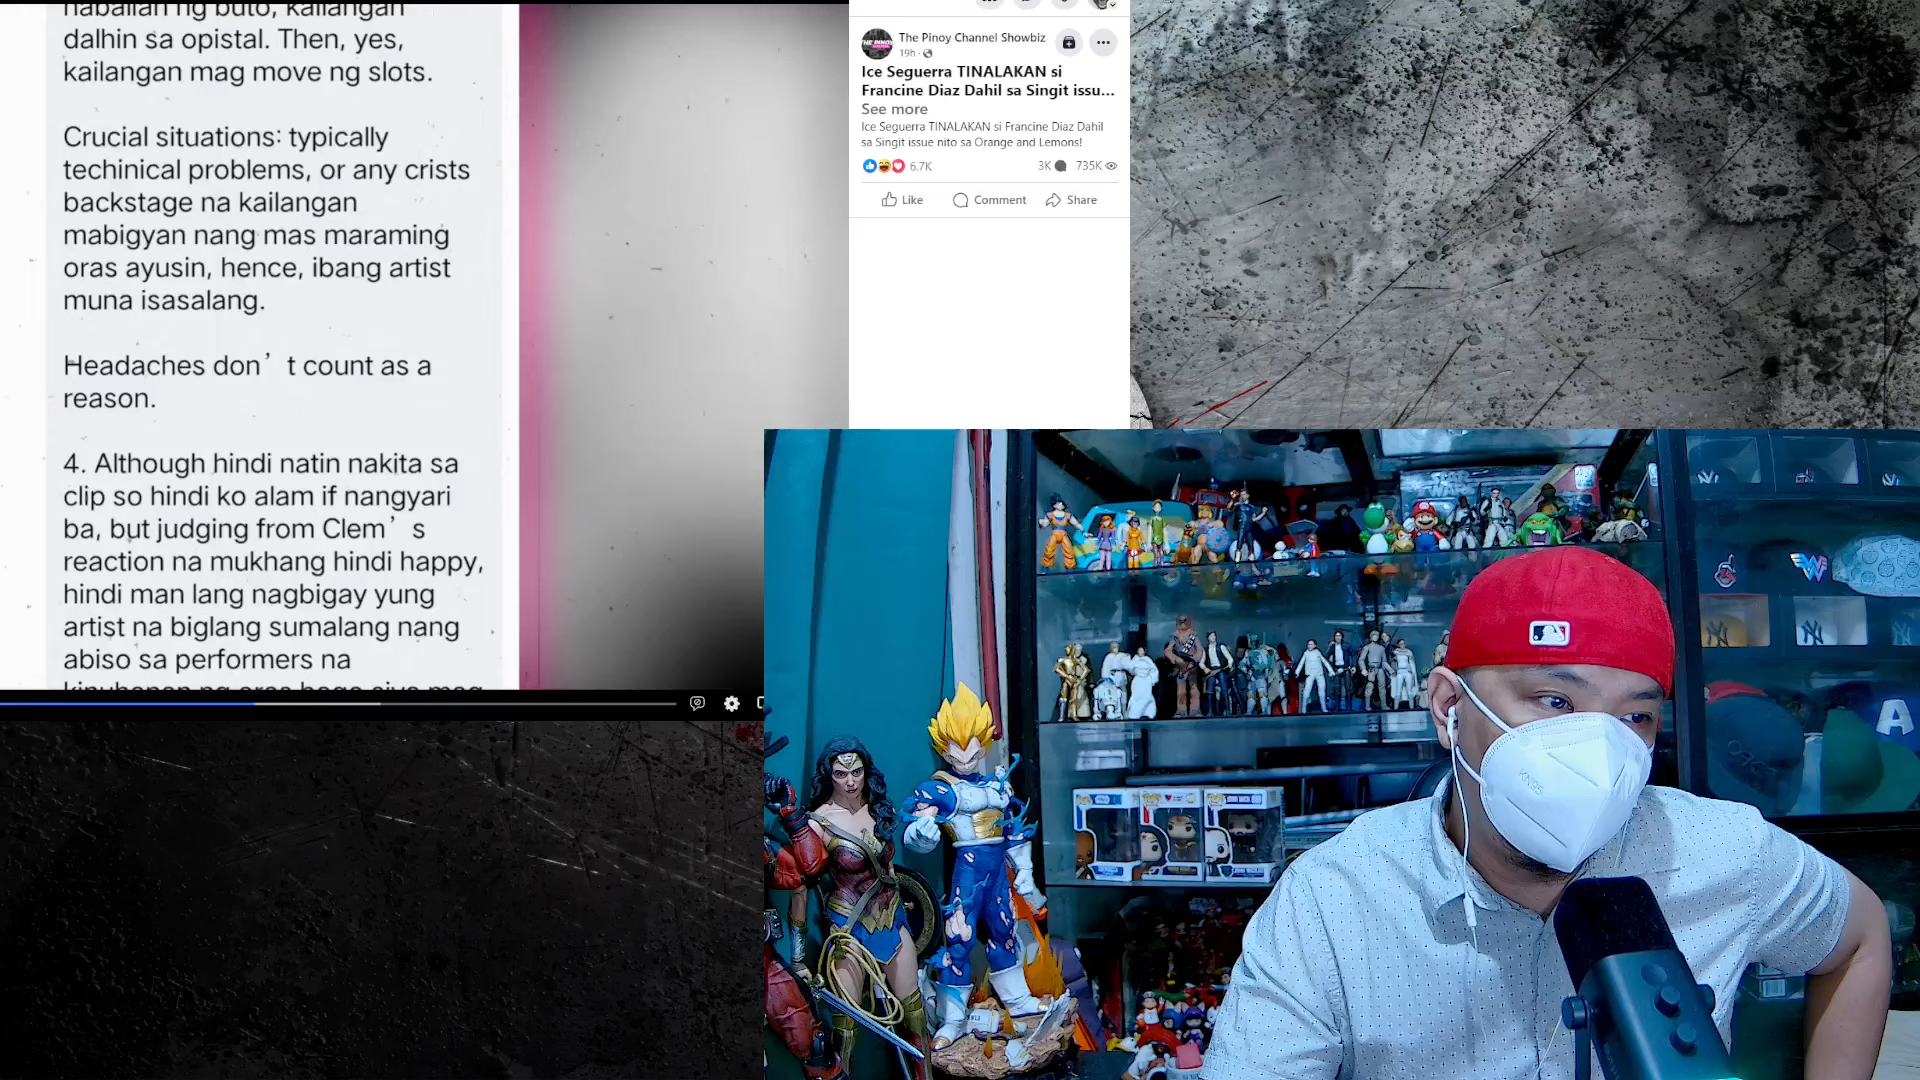 nabalian ng buto, kailangan
dalhin sa opistal. Then, yes,
kailangan mag move ng slots.
Crucial situations: typically
techinical problems, or any crists
backstage na kailangan
mabigyan nang mas maraming
oras ayusin, hence, ibang artist
muna isasalang.
Headaches don’t count as a
reason.
4. Although hindi natin nakita sa
clip so hindi ko alam if nangyari
ba, but judging from Clem’s
reaction na mukhang hindi happy,
hindi man lang nagbigay yung
artist na biglang sumalang nang
abiso sa performers na
The Pinoy Channel Showbiz
19h ·
Ice Seguerra TINALAKAN si
Francine Diaz Dahil sa Singit issu...
See more
Ice Seguerra TINALAKAN si Francine Diaz Dahil
sa Singit issue nito sa Orange and Lemons!
6.7K 3K 735K
Like Comment Share
KN95
A